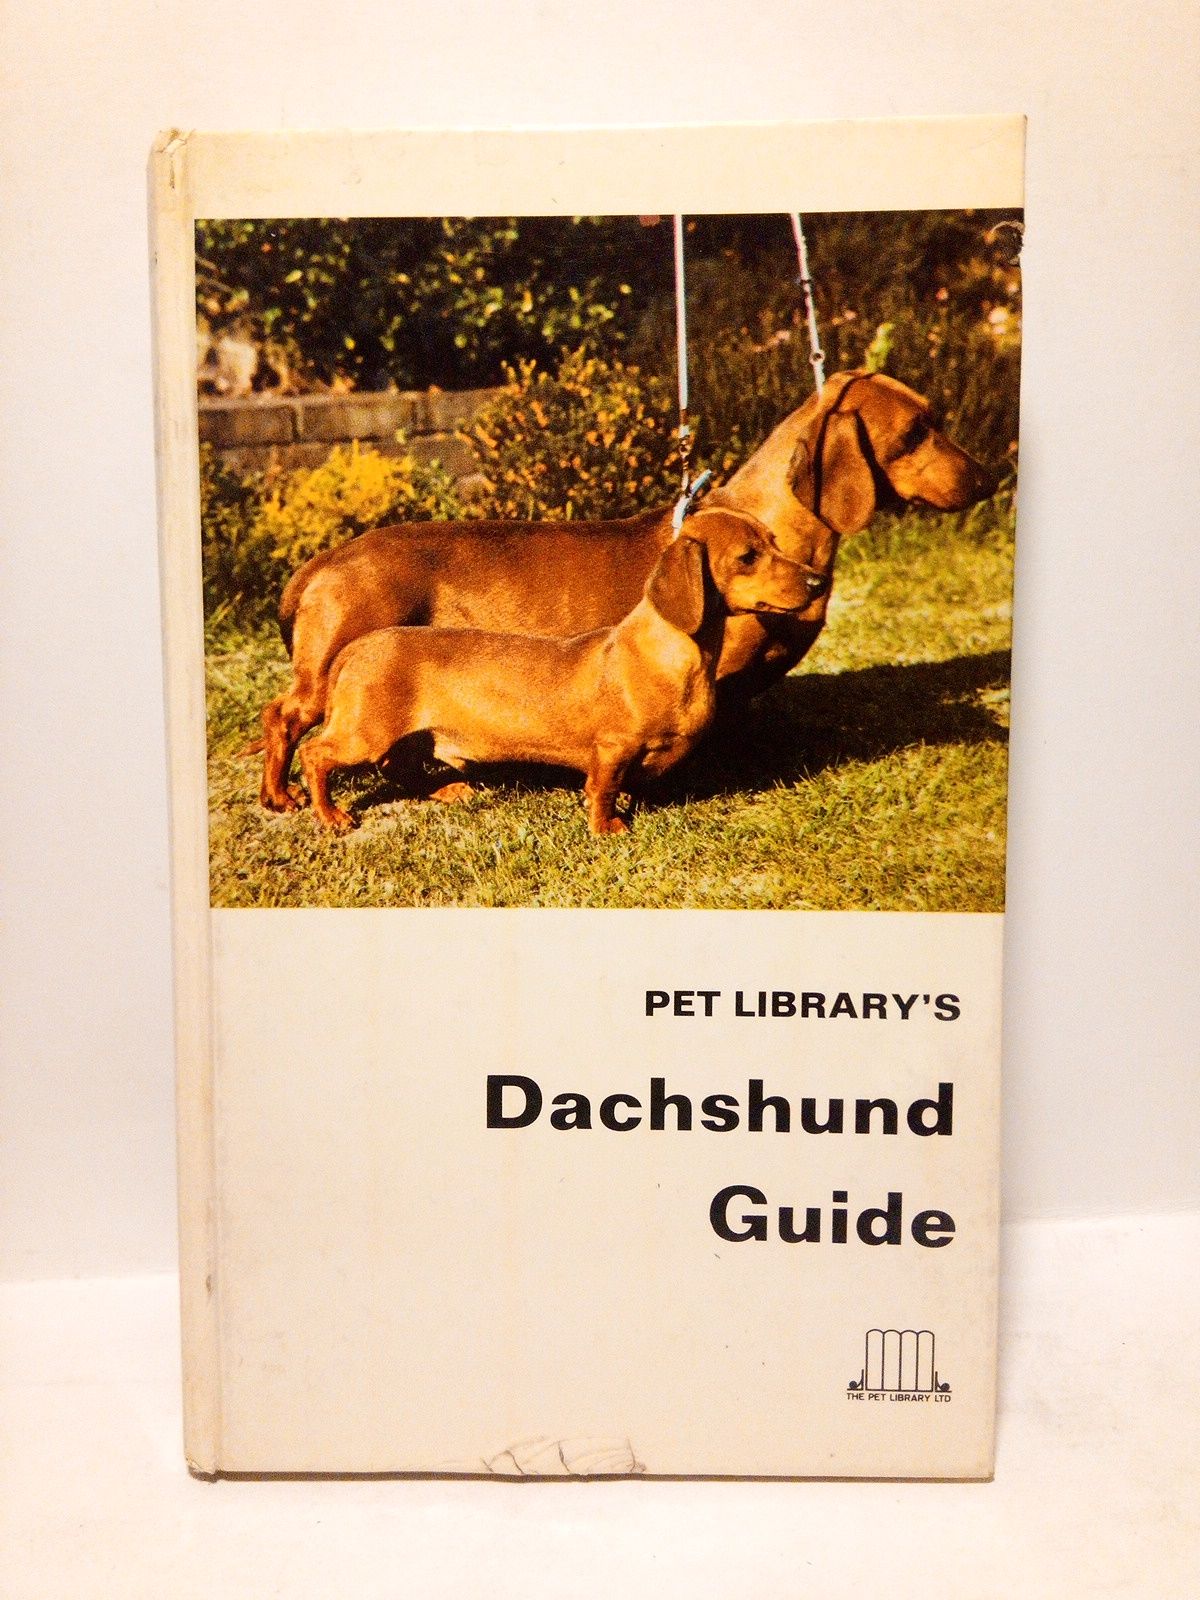 PET LIBRARY'S
Dachshund
Guide
THE PET LIBRARY LTD